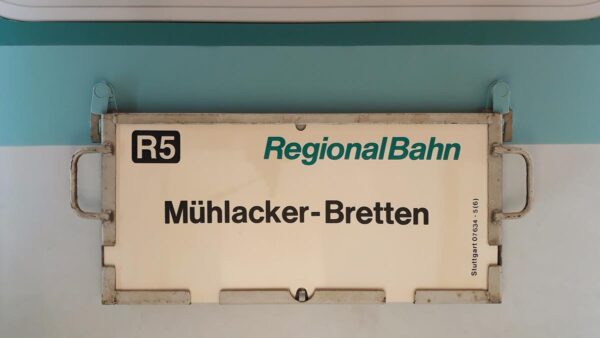 R5
RegionalBahn
Mühlacker-Bretten
Stuttgart 07634 - 5(6)